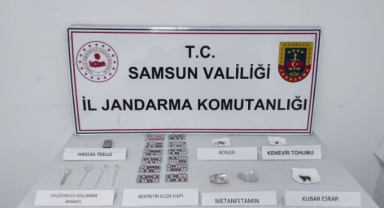 T.C.
SAMSUN VALİLİĞİ
İL JANDARMA KOMUTANLIĞI
HASSAS TERAZİ
BONZAİ
KENEVİR TOHUMU
UYUŞTURUCU KULLANMA
APARATI
SENTETİK ECZA HAPI
METANFETAMİN
KUBAR ESRAR